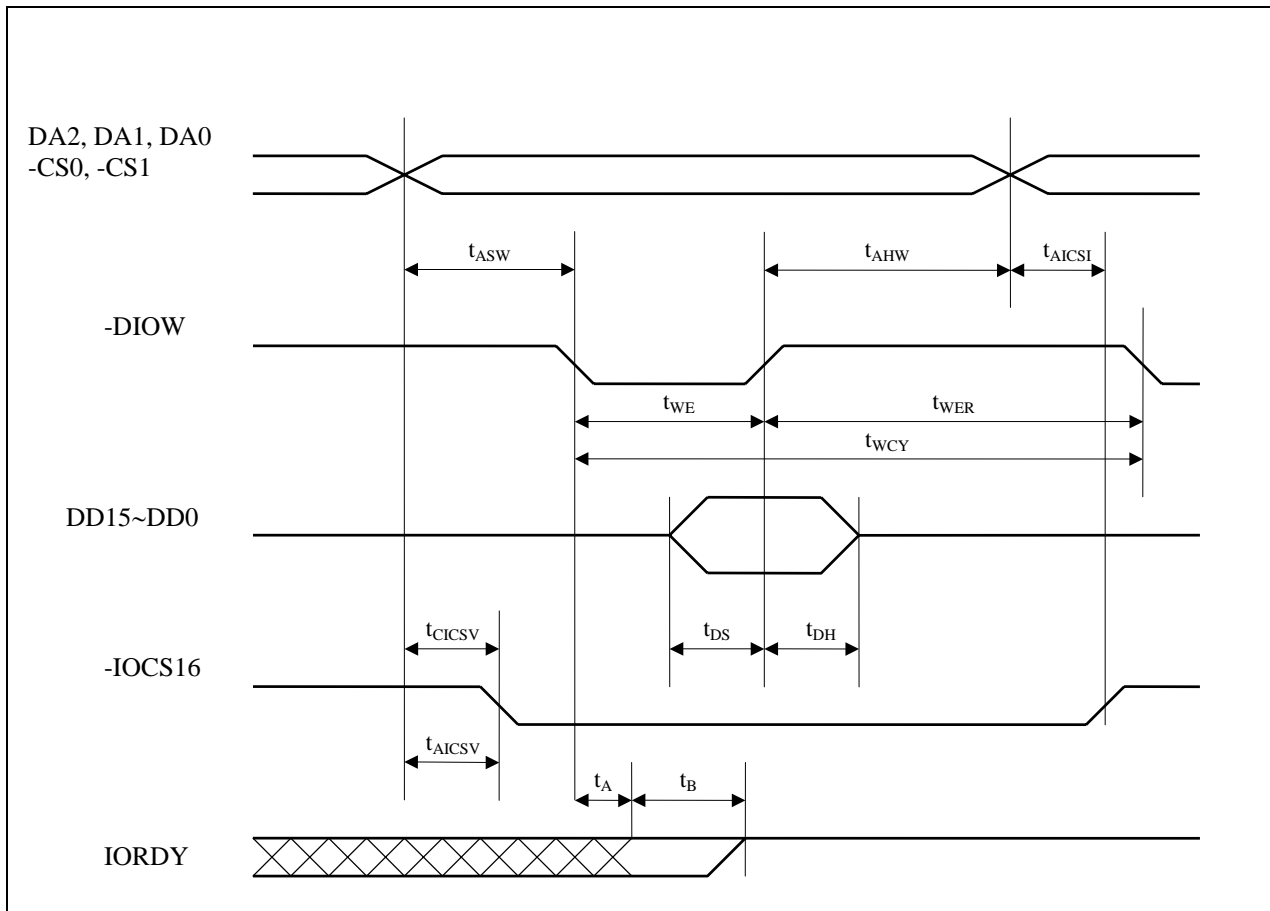 DA2, DA1, DA0
-CS0, -CS1
tASW
tAHW
tAICSI
-DIOW
tWE
tWER
tWCY
DD15~DD0
tCICSV
tDS
tDH
-IOCS16
tAICSV
tA
tB
IORDY